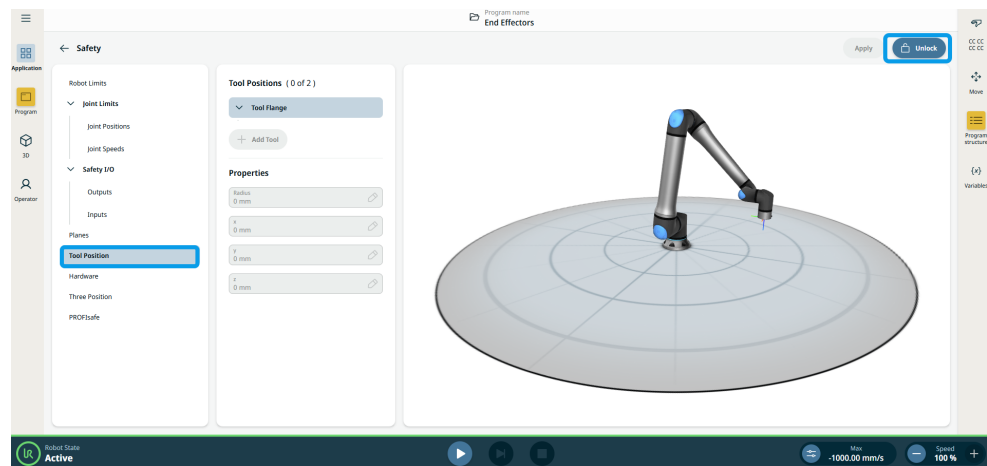 Program name
End Effectors
Safety
Apply
Unlock
Application
Program
3D
Operator
Robot Limits
Joint Limits
Joint Positions
Joint Speeds
Safety I/O
Outputs
Inputs
Planes
Tool Position
Hardware
Three Position
PROFIsafe
Tool Positions ( 0 of 2 )
Tool Flange
Add Tool
Properties
Radius
0 mm
X
0 mm
Y
0 mm
Z
0 mm
CC CC
CC CC
Move
Program
structure
{x}
Variables
Robot State
Active
Max
-1000.00 mm/s
Speed
100 %